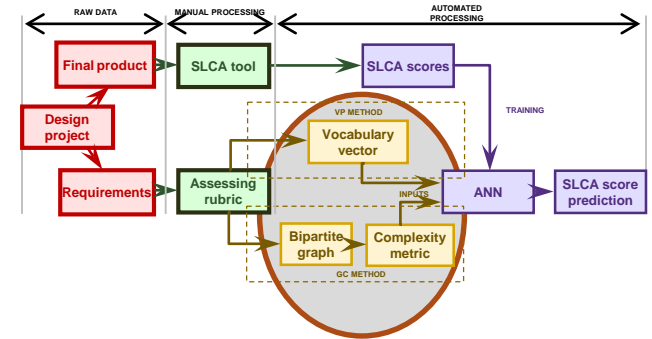 RAW DATA
MANUAL PROCESSING
AUTOMATED
PROCESSING
Final product
SLCA tool
SLCA scores
VP METHOD
TRAINING
Design
project
Vocabulary
vector
Requirements
Assessing
rubric
INPUTS
ANN
SLCA score
prediction
Bipartite
graph
Complexity
metric
GC METHOD